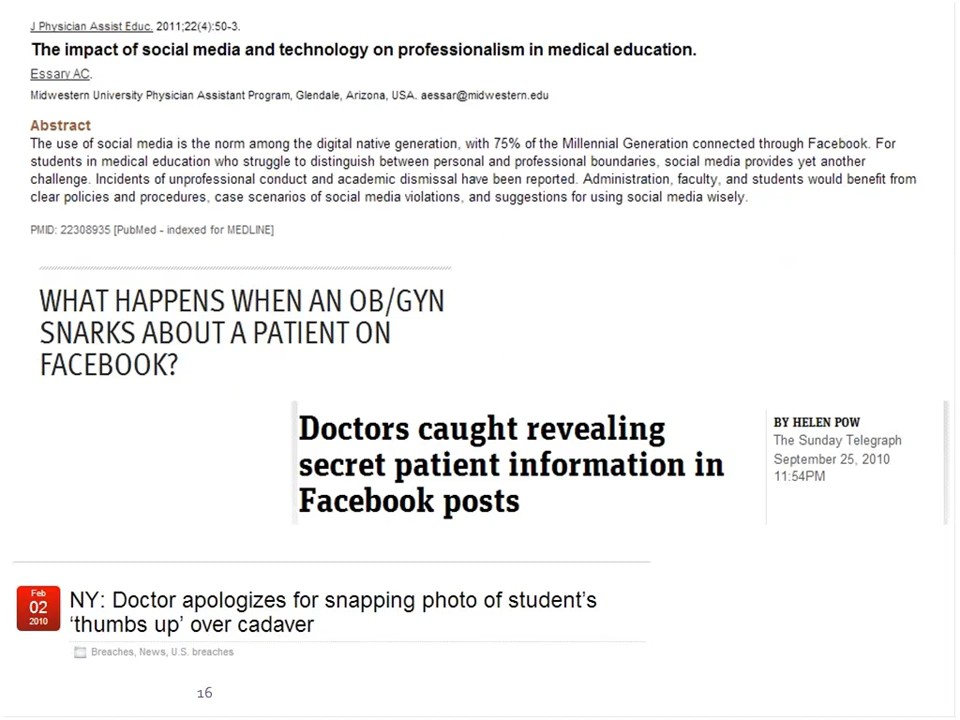 J Physician Assist Educ. 2011;22(4):50-3.
The impact of social media and technology on professionalism in medical education.
Essary AC.
Midwestern University Physician Assistant Program, Glendale, Arizona, USA. aessar@midwestern.edu
Abstract
The use of social media is the norm among the digital native generation, with 75% of the Millennial Generation connected through Facebook. For
students in medical education who struggle to distinguish between personal and professional boundaries, social media provides yet another
challenge. Incidents of unprofessional conduct and academic dismissal have been reported. Administration, faculty, and students would benefit from
clear policies and procedures, case scenarios of social media violations, and suggestions for using social media wisely.
PMID: 22308935 [PubMed - indexed for MEDLINE]
WHAT HAPPENS WHEN AN OB/GYN
SNARKS ABOUT A PATIENT ON
FACEBOOK?
Doctors caught revealing
secret patient information in
Facebook posts
BY HELEN POW
The Sunday Telegraph
September 25, 2010
11:54PM
Feb
02
2010
NY: Doctor apologizes for snapping photo of student's
'thumbs up' over cadaver
Breaches, News, U.S. breaches
16